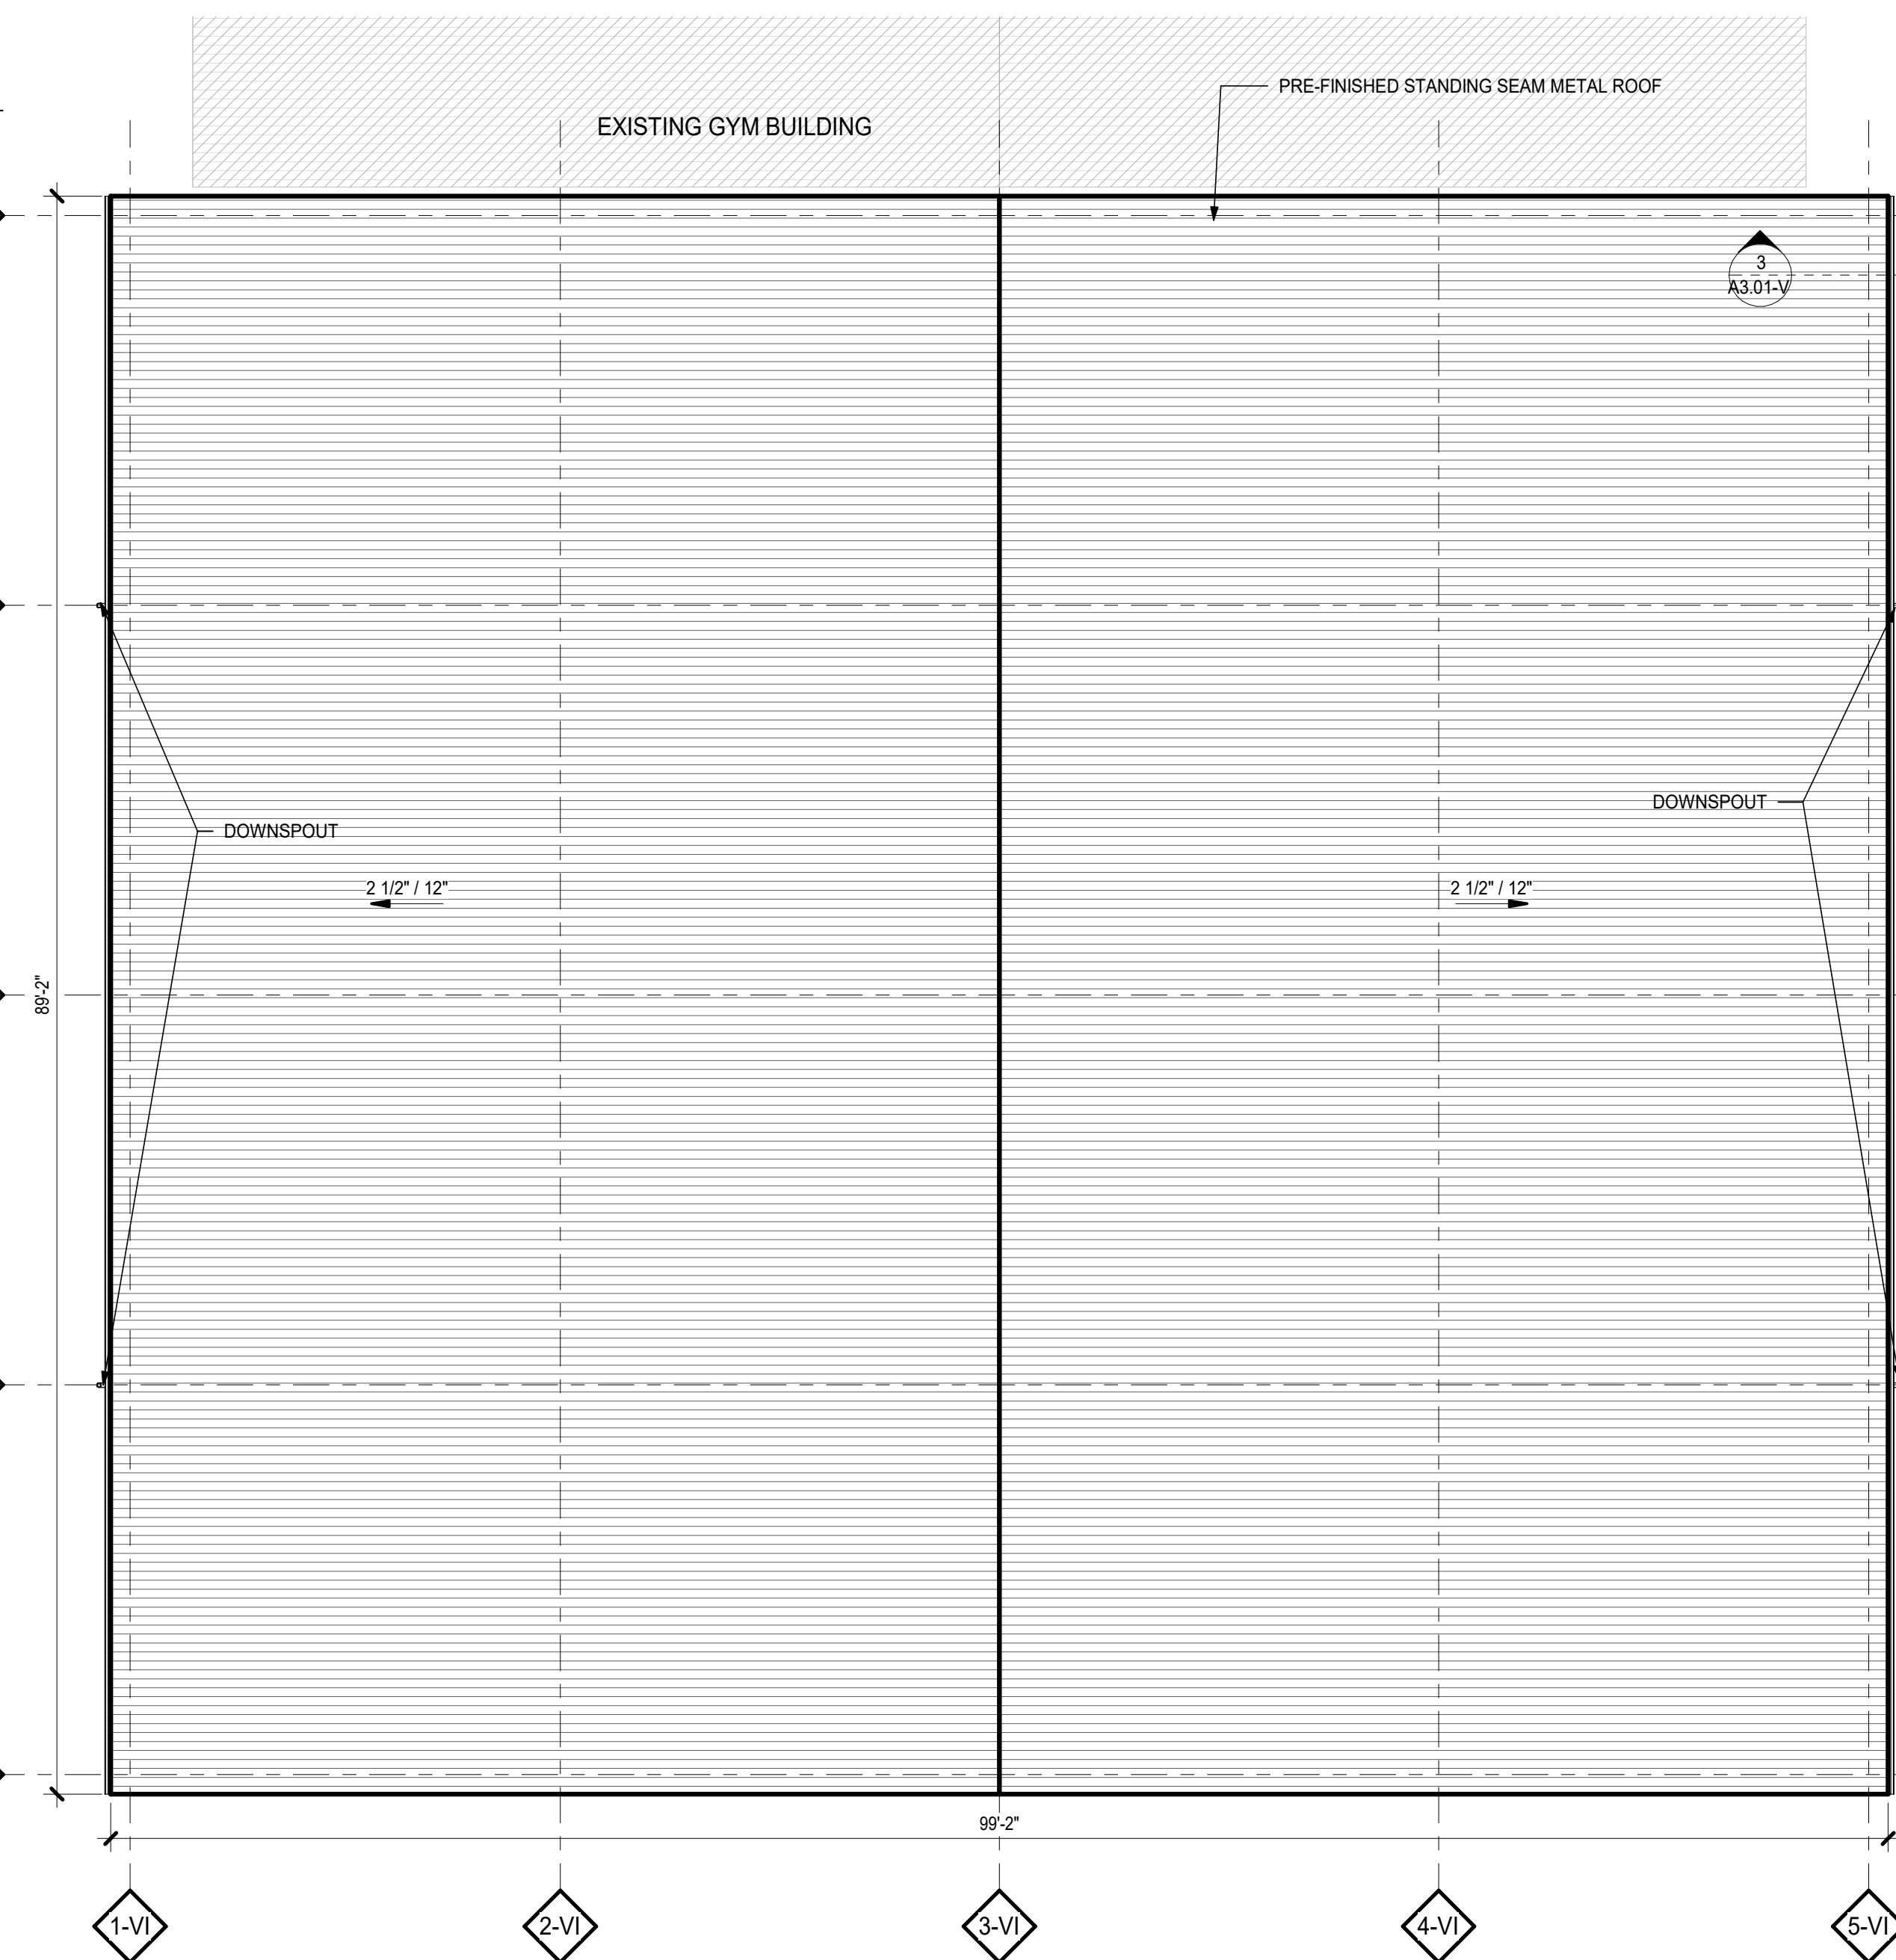 PRE-FINISHED STANDING SEAM METAL ROOF
EXISTING GYM BUILDING
3
A3.01-V
DOWNSPOUT
DOWNSPOUT
2 1/2" / 12"
2 1/2" / 12"
89'-2"
99'-2"
1-VI
2-VI
3-VI
4-VI
5-VI